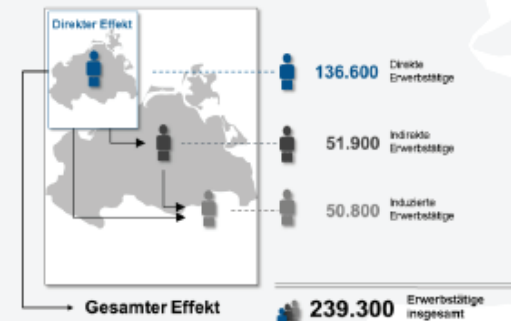 Direkter Effekt
136.600 Direkte
Erwerbstätige
51.900 Indirekte
Erwerbstätige
50.800 Induzierte
Erwerbstätige
Gesamter Effekt
239.300 Erwerbstätige
insgesamt